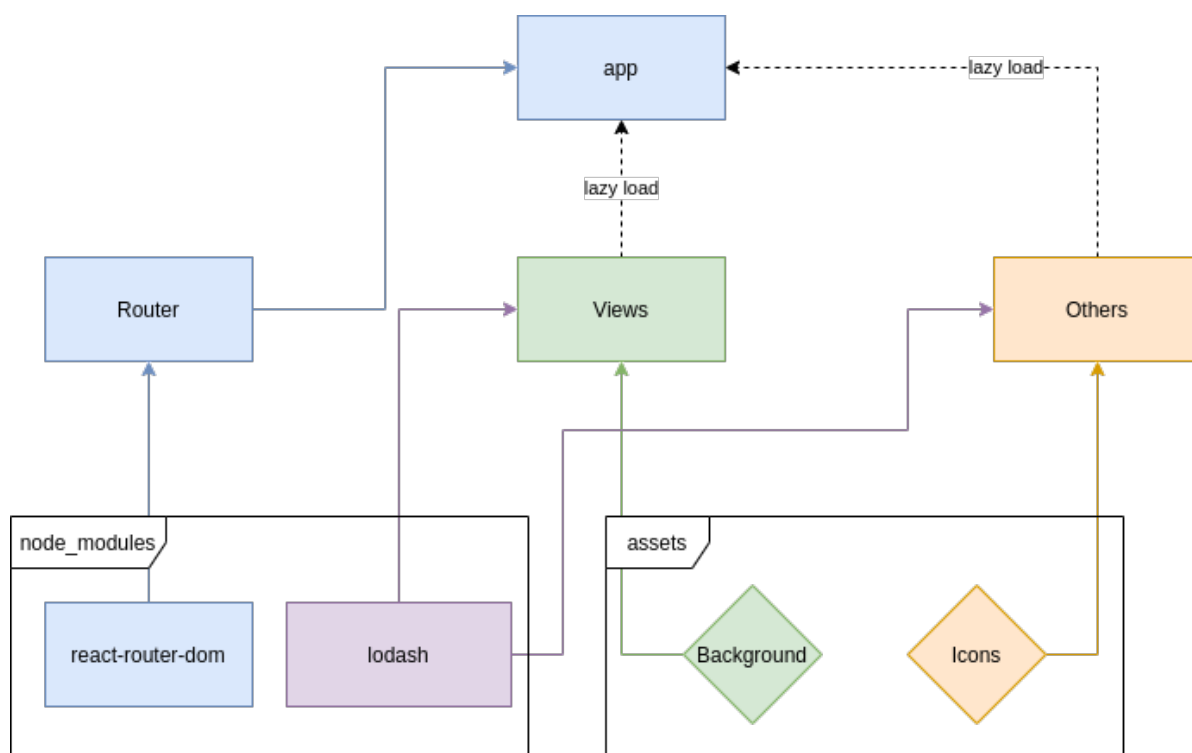 app
lazy load
lazy load
Router
Views
Others
node_modules
assets
react-router-dom
lodash
Background
Icons